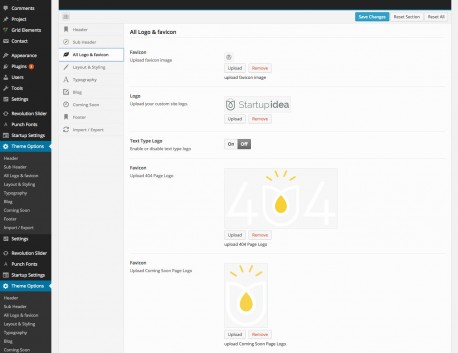 Comments
Project
Grid Elements
Contact
Appearance
Plugins
Users
Tools
Settings
Revolution Slider
Punch Fonts
Startup Settings
Theme Options
Header
Sub Header
All Logo & favicon
Layout & Styling
Typography
Blog
Coming Soon
Footer
Import / Export
Settings
Revolution Slider
Punch Fonts
Startup Settings
Theme Options
Header
Sub Header
All Logo & favicon
Layout & Styling
Typography
Blog
Coming Soon
Save Changes Reset Section Reset All
Header
Sub Header
All Logo & favicon
Layout & Styling
Typography
Blog
Coming Soon
Footer
Import / Export
All Logo & favicon
Favicon
Upload favicon image
Upload Remove
upload favicon image
Logo
Upload your custom site logo.
Startupidea
Upload Remove
Text Type Logo
Enable or disable text type logo
On Off
Favicon
Upload 404 Page Logo
404
Upload Remove
upload 404 Page Logo
Favicon
Upload Coming Soon Page Logo
Upload Remove
upload Coming Soon Page Logo